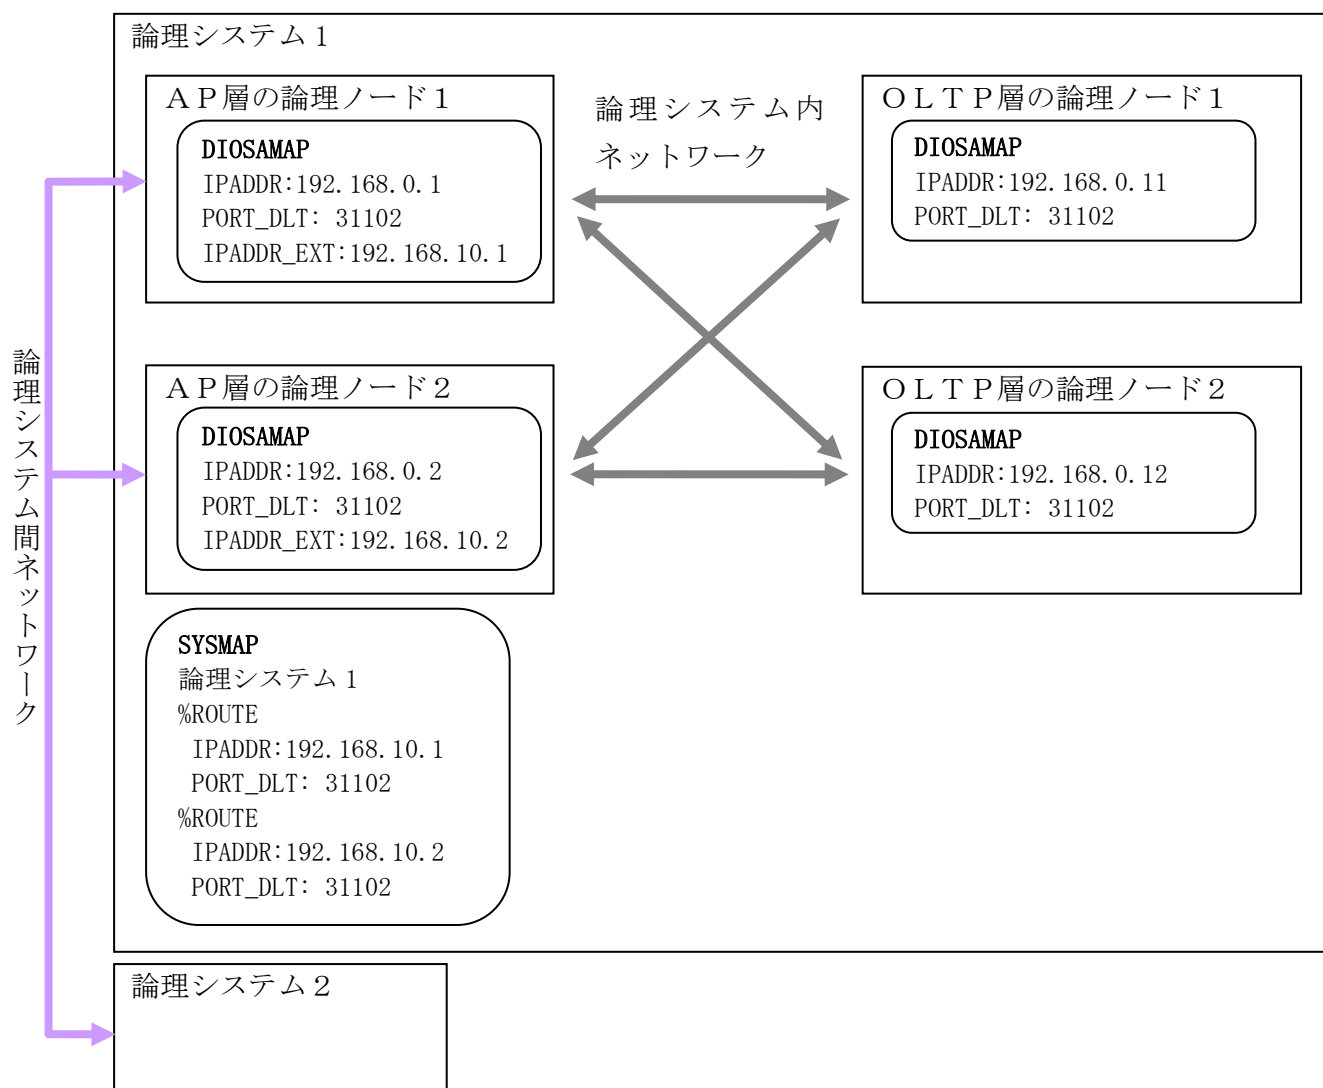 論理システム1
ＡＰ層の論理ノード１
DIOSAMAP
IPADDR:192.168.0.1
PORT_DLT: 31102
IPADDR_EXT:192.168.10.1
論理システム内
ネットワーク
ＯＬＴＰ層の論理ノード１
DIOSAMAP
IPADDR:192.168.0.11
PORT_DLT: 31102
論理システム間ネットワーク
ＡＰ層の論理ノード２
DIOSAMAP
IPADDR:192.168.0.2
PORT_DLT: 31102
IPADDR_EXT:192.168.10.2
ＯＬＴＰ層の論理ノード２
DIOSAMAP
IPADDR:192.168.0.12
PORT_DLT: 31102
SYSMAP
論理システム1
%ROUTE
IPADDR:192.168.10.1
PORT_DLT: 31102
%ROUTE
IPADDR:192.168.10.2
PORT_DLT: 31102
論理システム２